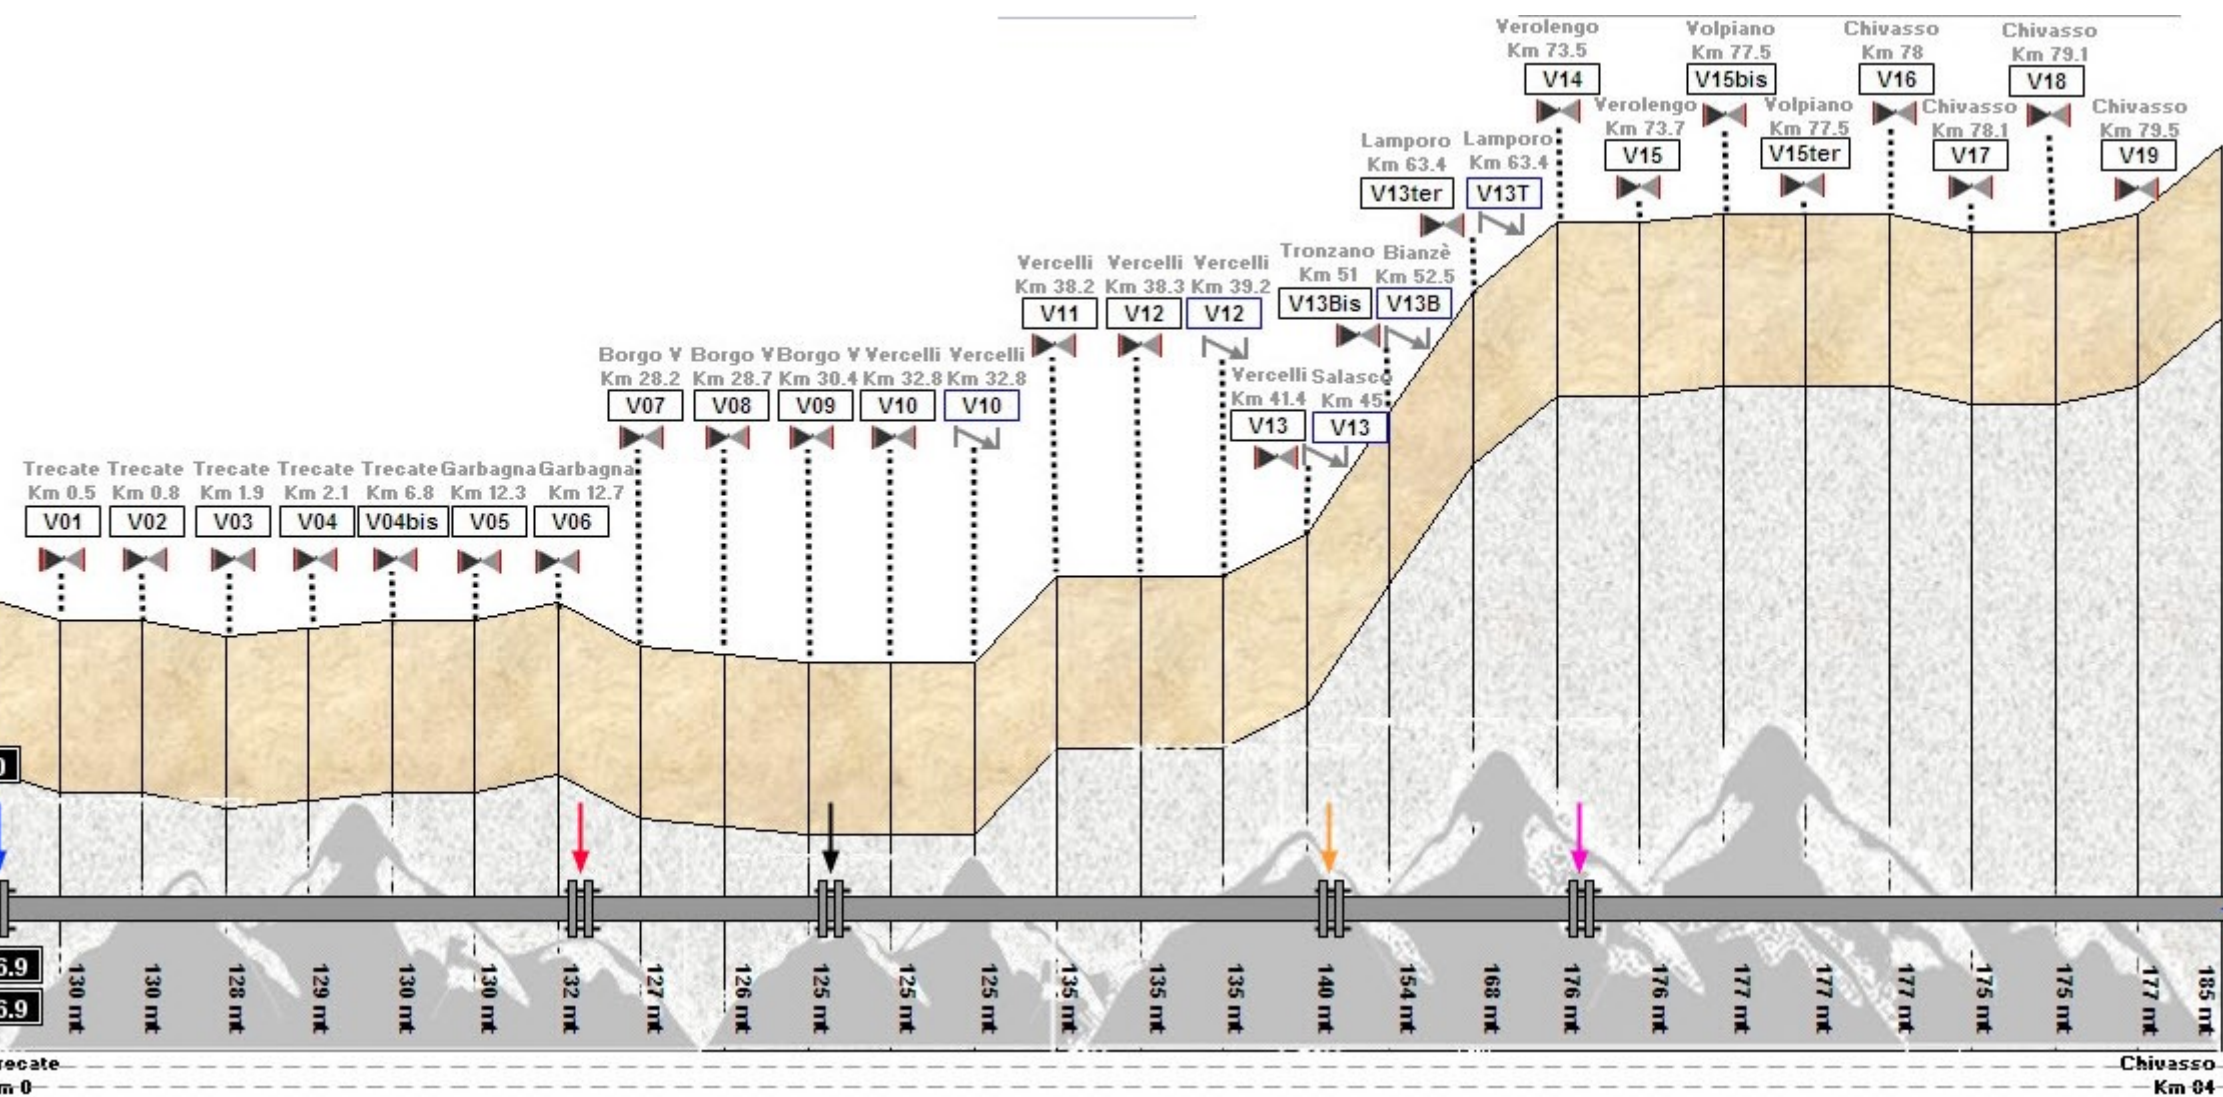 Verolengo
Km 73.5
V14
Volpiano
Km 77.5
V15bis
Chivasso
Km 78
V16
Chivasso
Km 79.1
V18
Verolengo
Km 73.7
V15
Volpiano
Km 77.5
V15ter
Chivasso
Km 78.1
V17
Chivasso
Km 79.5
V19
Lamporo
Km 63.4
V13ter
Lamporo
Km 63.4
V13T
Tronzano
Km 51
V13Bis
Bianzè
Km 52.5
V13B
Vercelli
Km 38.2
V11
Vercelli
Km 38.3
V12
Vercelli
Km 39.2
V12
Vercelli
Km 41.4
V13
Salasco
Km 45
V13
Borgo V
Km 28.2
V07
Borgo V
Km 28.7
V08
Borgo V
Km 30.4
V09
Vercelli
Km 32.8
V10
Vercelli
Km 32.8
V10
Trecate
Km 0.5
V01
Trecate
Km 0.8
V02
Trecate
Km 1.9
V03
Trecate
Km 2.1
V04
Trecate
Km 6.8
V04bis
Garbagna
Km 12.3
V05
Garbagna
Km 12.7
V06
0
6.9
6.9
130 mt
130 mt
128 mt
129 mt
130 mt
130 mt
132 mt
127 mt
126 mt
125 mt
125 mt
125 mt
135 mt
135 mt
135 mt
140 mt
154 mt
168 mt
176 mt
176 mt
177 mt
177 mt
177 mt
175 mt
175 mt
177 mt
185 mt
recate
m 0
Chivasso
Km 84